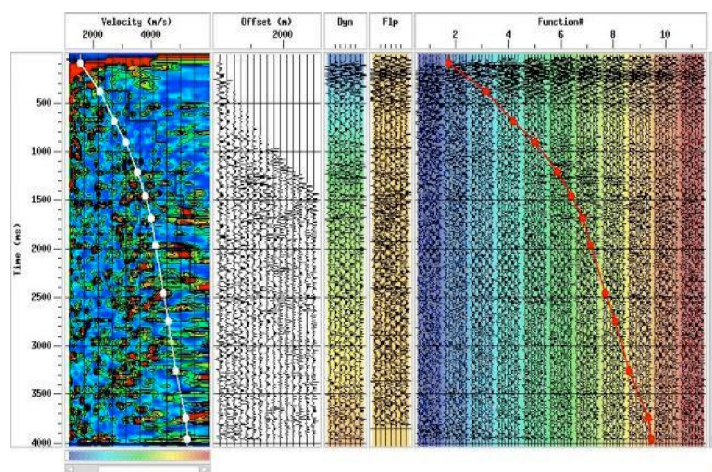 Velocity (m/s)
2000 4000
Offset (m)
2000
Dyn
Flp
Function#
2 4 6 8 10
Time (ms)
500
1000
1500
2000
2500
3000
3500
4000